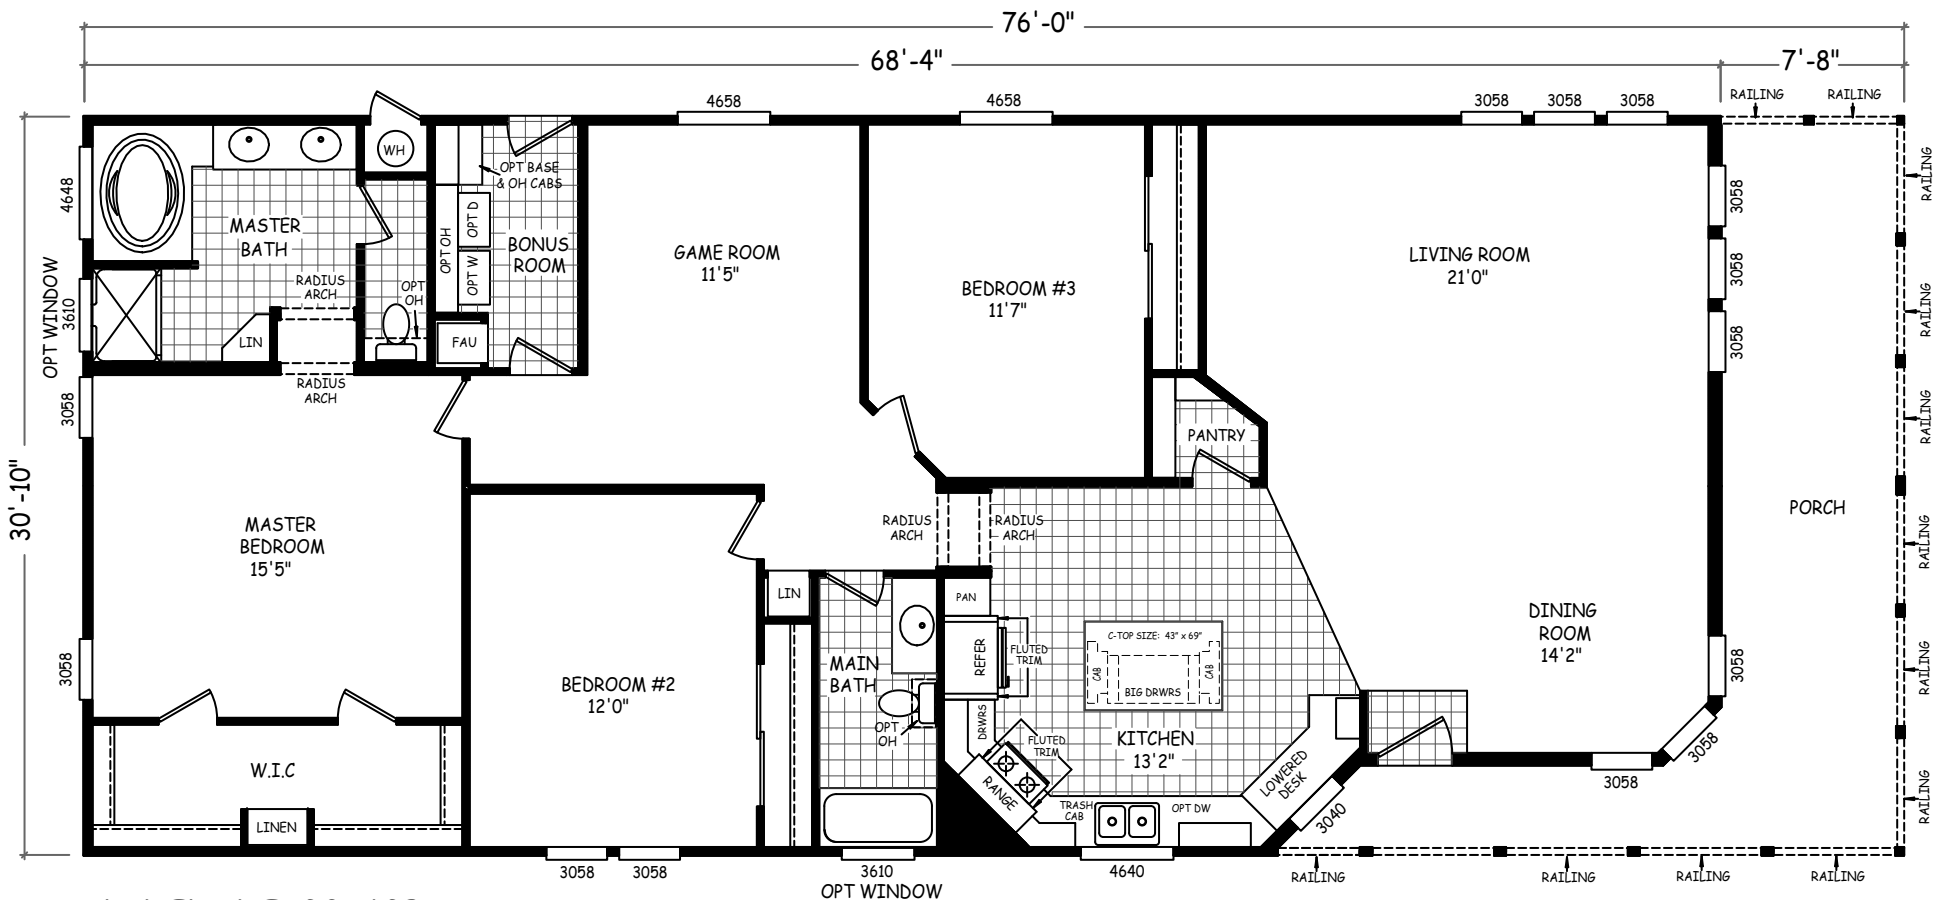 76'-0"
68'-4"
7'-8"
RAILING
RAILING
4658
4658
3058
3058
3058
WH
OPT BASE
& OH CABS
4648
MASTER
BATH
OPT OH
OPT D
OPT W
BONUS
ROOM
GAME ROOM
11'5"
BEDROOM #3
11'7"
LIVING ROOM
21'0"
3058
3058
3058
RAILING
RAILING
RAILING
RAILING
RAILING
RAILING
OPT WINDOW
3610
RADIUS
ARCH
OPT
OH
LIN
FAU
RADIUS
ARCH
3058
PANTRY
30'-10"
MASTER
BEDROOM
15'5"
RADIUS
ARCH
RADIUS
ARCH
PORCH
LIN
PAN
REFER
FLUTED
TRIM
C-TOP SIZE: 43" x 69"
CAB
CAB
BIG DRWRS
DINING
ROOM
14'2"
3058
3058
BEDROOM #2
12'0"
MAIN
BATH
OPT
OH
DRWRS
FLUTED
TRIM
KITCHEN
13'2"
3058
3058
W.I.C
LINEN
RANGE
TRASH
CAB
OPT DW
LOWERED
DESK
3040
3058
3058
3610
OPT WINDOW
4640
RAILING
RAILING
RAILING
RAILING